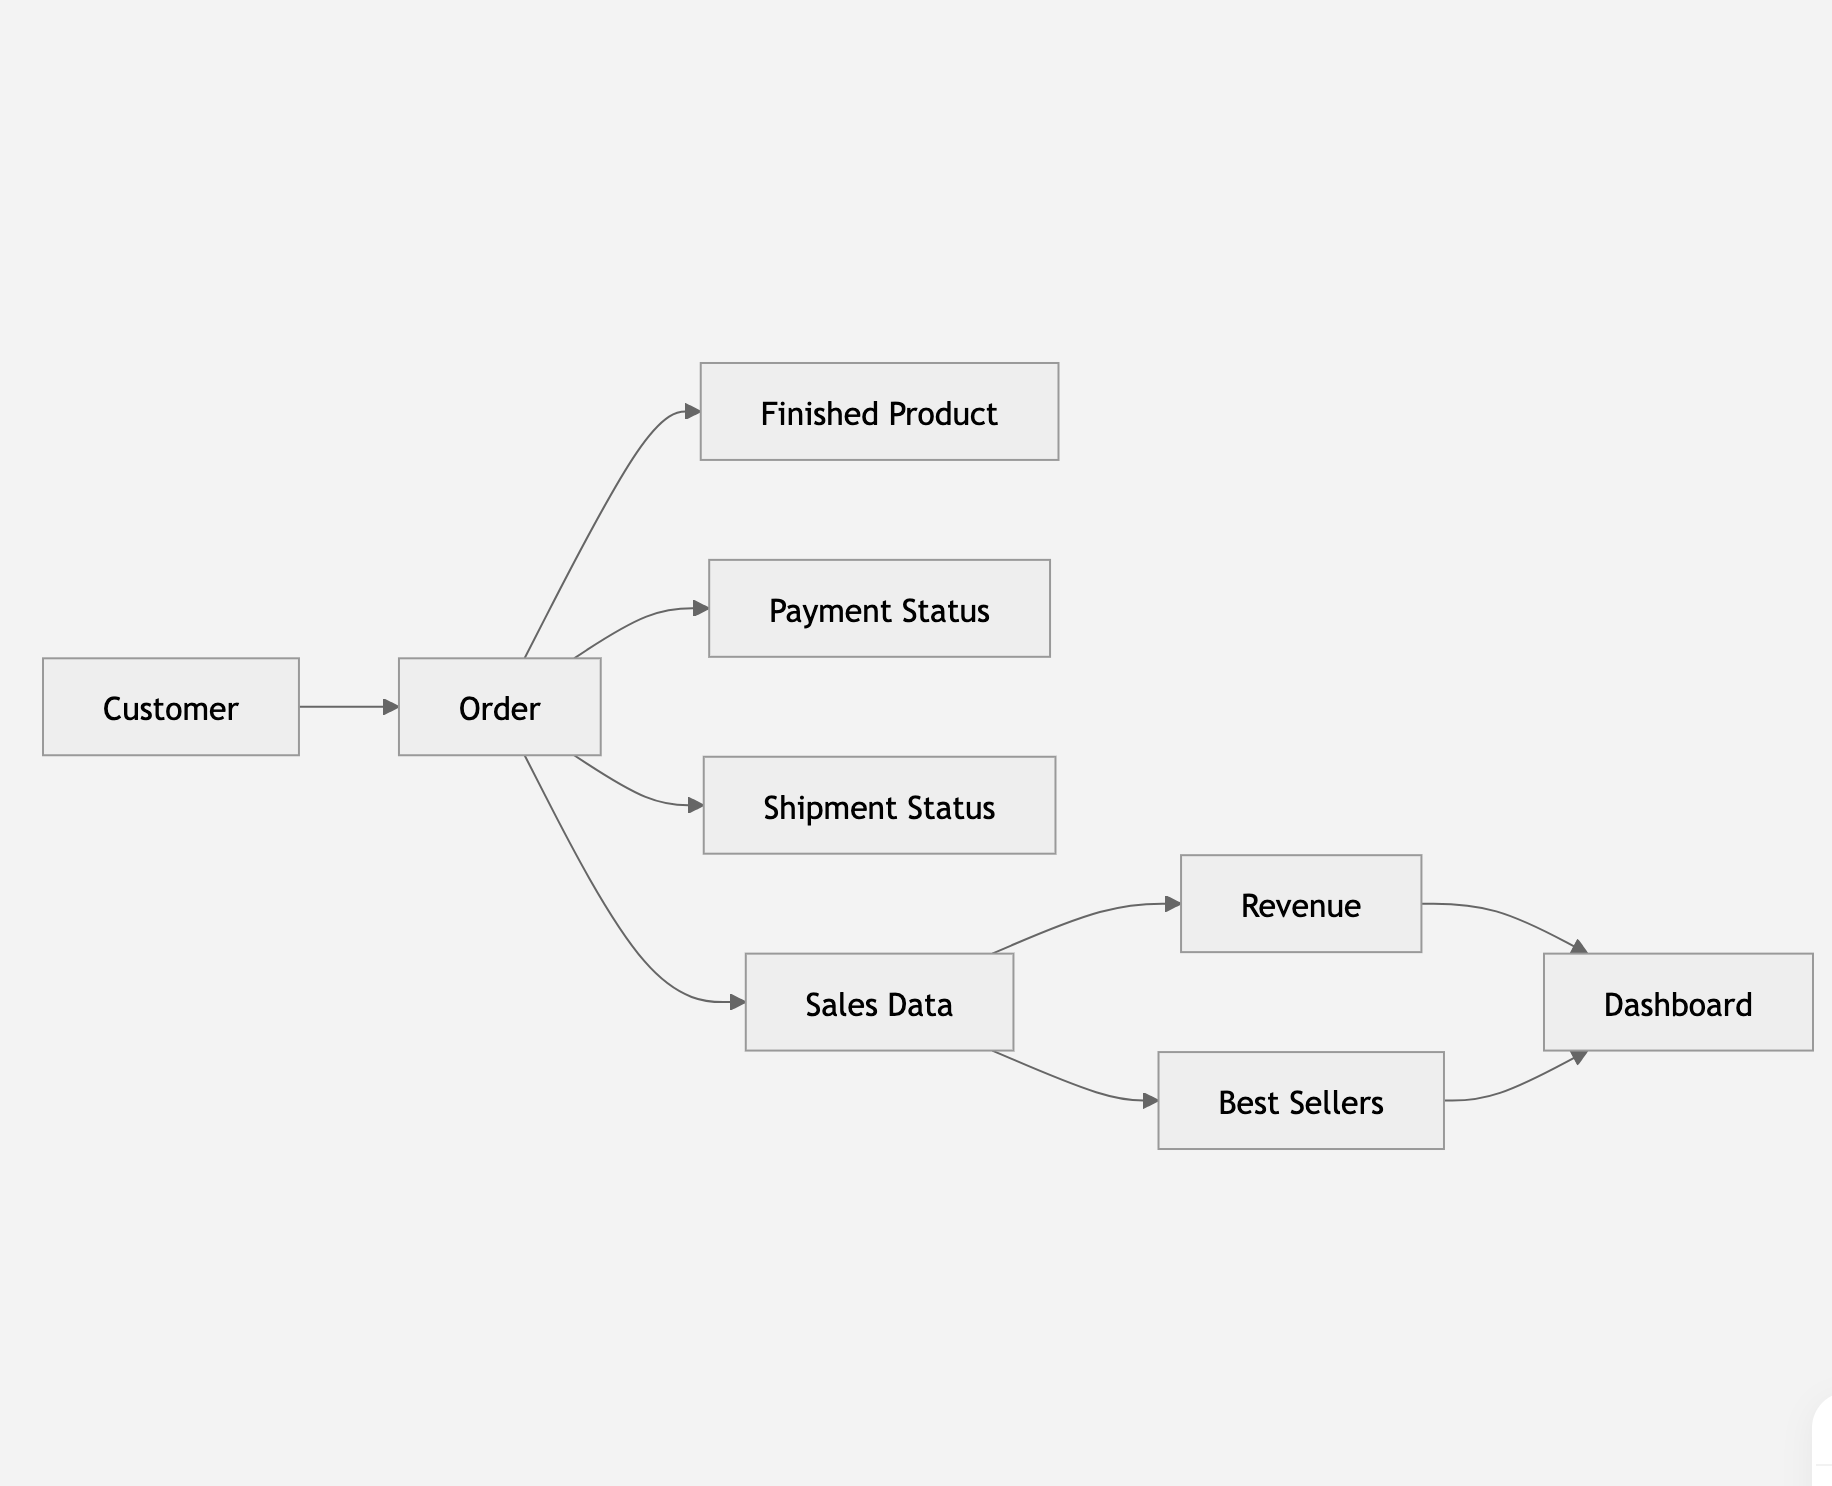 Finished Product
Payment Status
Customer
Order
Shipment Status
Revenue
Sales Data
Dashboard
Best Sellers